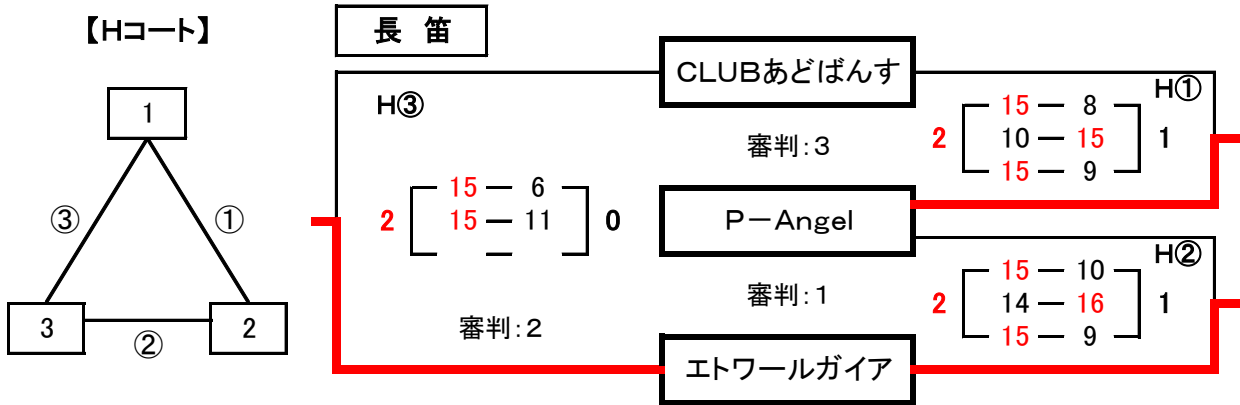 【Hコート】
長 笛
1
③
①
3
②
2
H③
2
15 ― 6
15 ― 11
― ―
0
審判:2
CLUBあどばんす
審判:3
P-Angel
審判:1
エトワールガイア
H①
2
15 ― 8
10 ― 15
15 ― 9
1
H②
2
15 ― 10
14 ― 16
15 ― 9
1